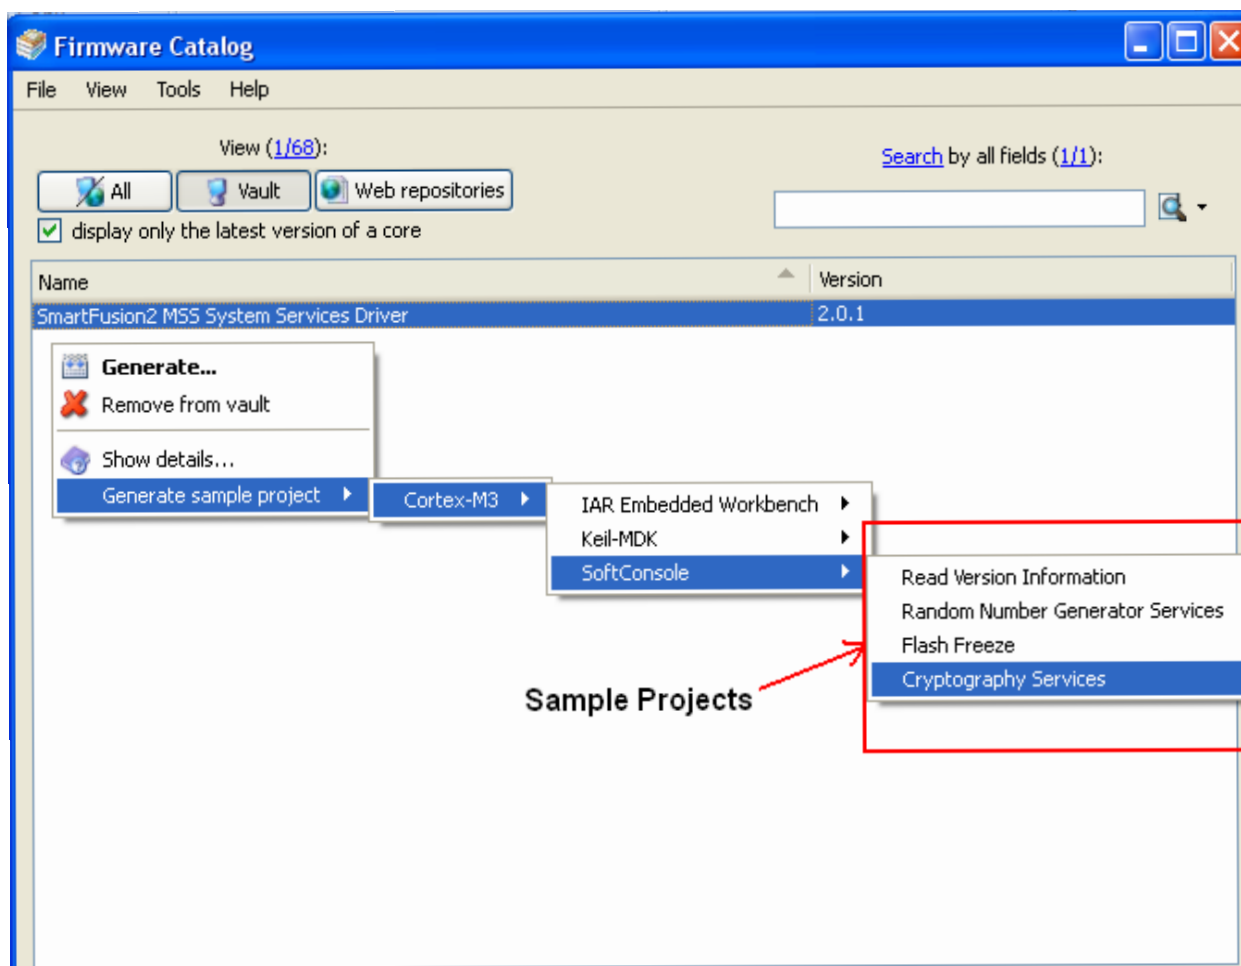 Firmware Catalog
File View Tools Help
View (1/68):
Search by all fields (1/1):
All Vault Web repositories
display only the latest version of a core
Name Version
SmartFusion2 MSS System Services Driver 2.0.1
Generate...
Remove from vault
Show details...
Generate sample project
Cortex-M3
IAR Embedded Workbench
Keil-MDK
SoftConsole
Read Version Information
Random Number Generator Services
Flash Freeze
Cryptography Services
Sample Projects